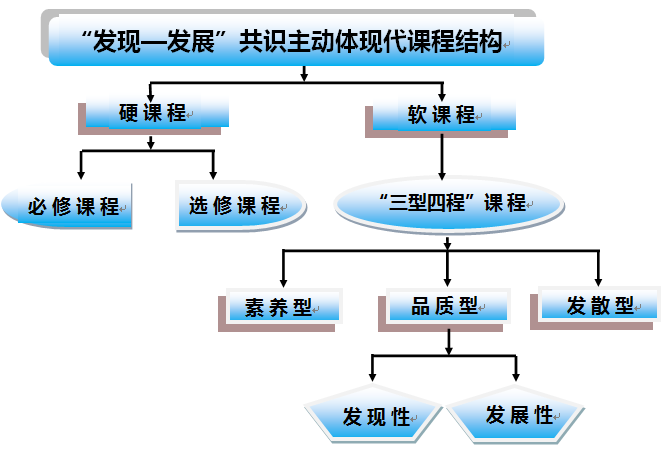 “发现—发展”共识主动体现代课程结构
硬课程
软课程
必修课程
选修课程
“三型四程”课程
素养型
品质型
发散型
发现性
发展性